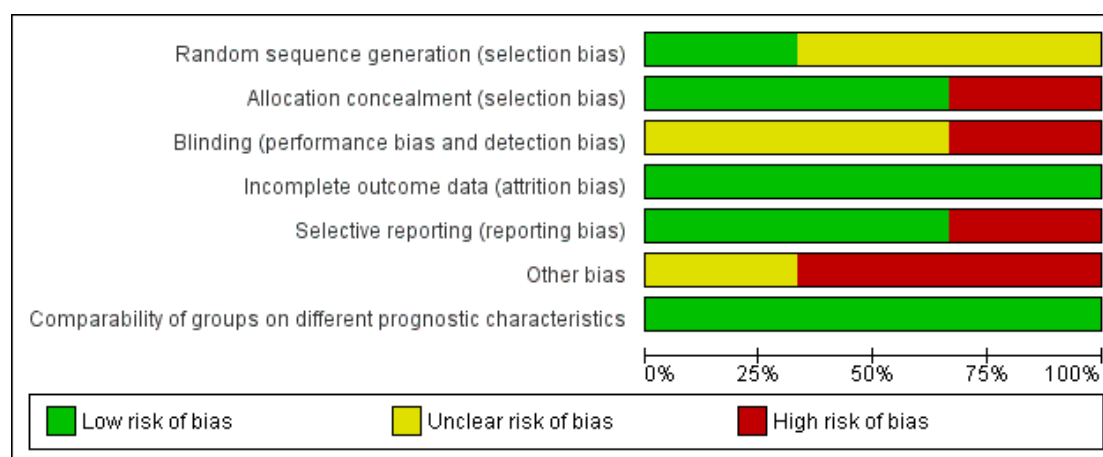 Random sequence generation (selection bias)
Allocation concealment (selection bias)
Blinding (performance bias and detection bias)
Incomplete outcome data (attrition bias)
Selective reporting (reporting bias)
Other bias
Comparability of groups on different prognostic characteristics
0% 25% 50% 75% 100%
Low risk of bias Unclear risk of bias High risk of bias